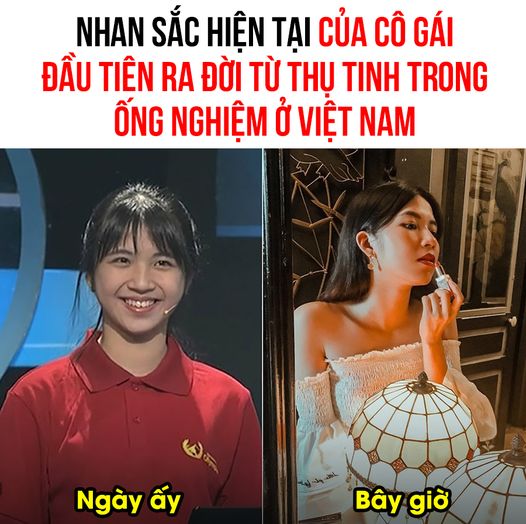 NHAN SẮC HIỆN TẠI CỦA CÔ GÁI
ĐẦU TIÊN RA ĐỜI TỪ THỤ TINH TRONG
ỐNG NGHIỆM Ở VIỆT NAM
Ngày ấy
Bây giờ